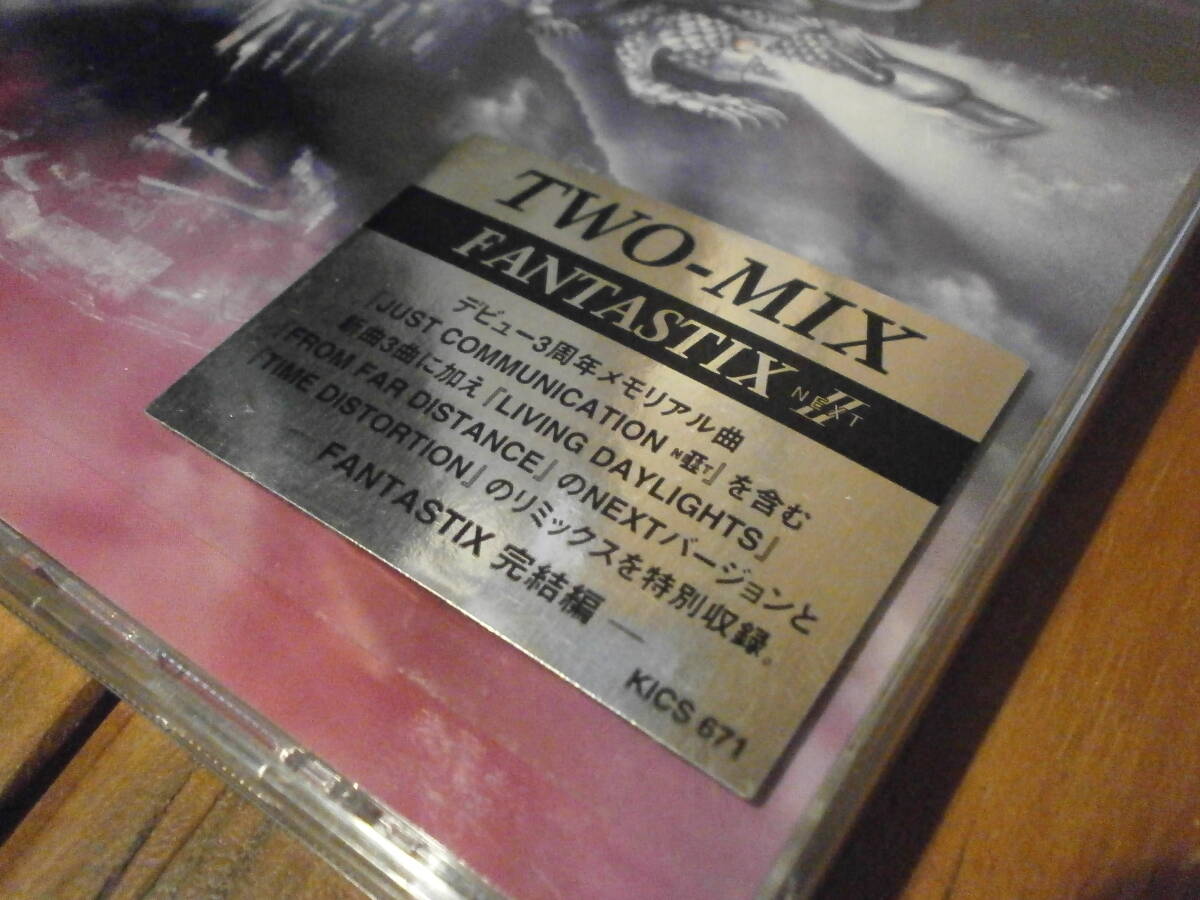 TWO-MIX
FANTASTIX II NEXT
デビュー3周年メモリアル曲
『JUST COMMUNICATION NEXT』を含む
新曲3曲に加え『LIVING DAYLIGHTS』
『FROM FAR DISTANCE』のNEXTバージョンと
『TIME DISTORTION』のリミックスを特別収録。
― FANTASTIX 完結編 ―
KICS 671